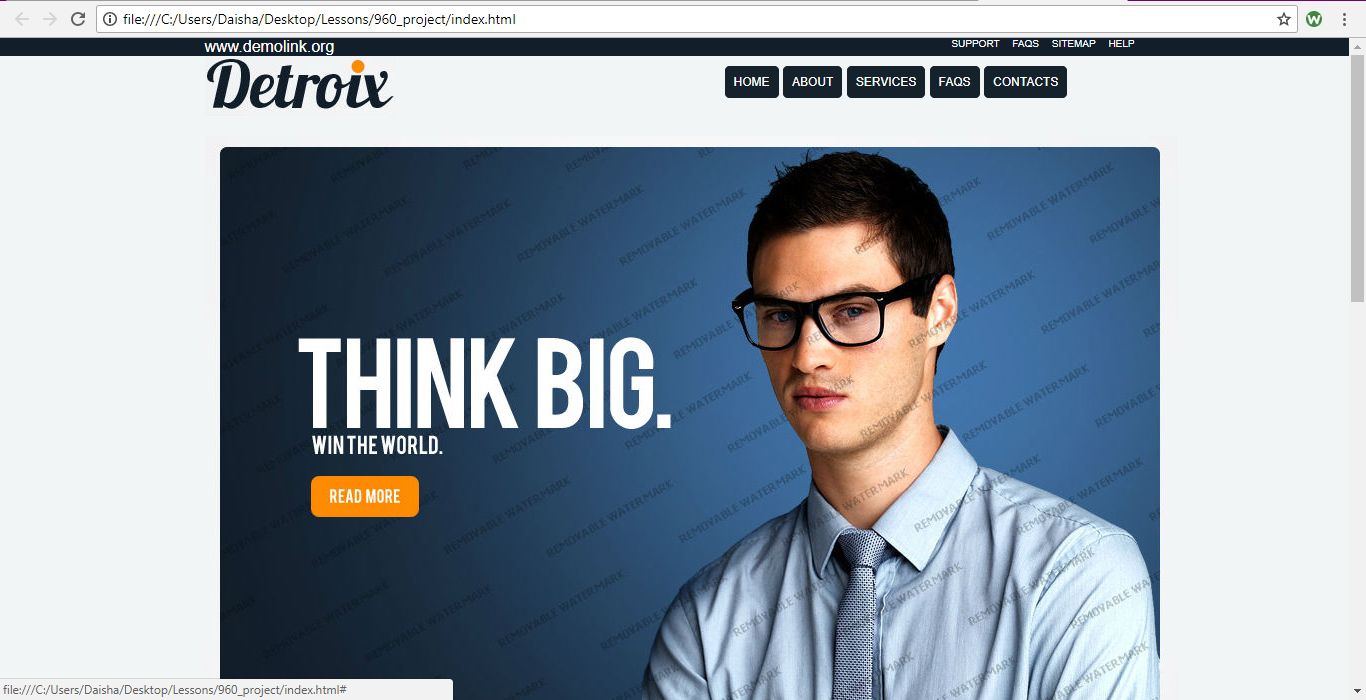 file:///C:/Users/Daisha/Desktop/Lessons/960_project/index.html
www.demolink.org
SUPPORT FAQS SITEMAP HELP
Detroix
HOME ABOUT SERVICES FAQS CONTACTS
REMOVABLE WATERMARK
THINK BIG.
WIN THE WORLD.
READ MORE
file:///C:/Users/Daisha/Desktop/Lessons/960_project/index.html#